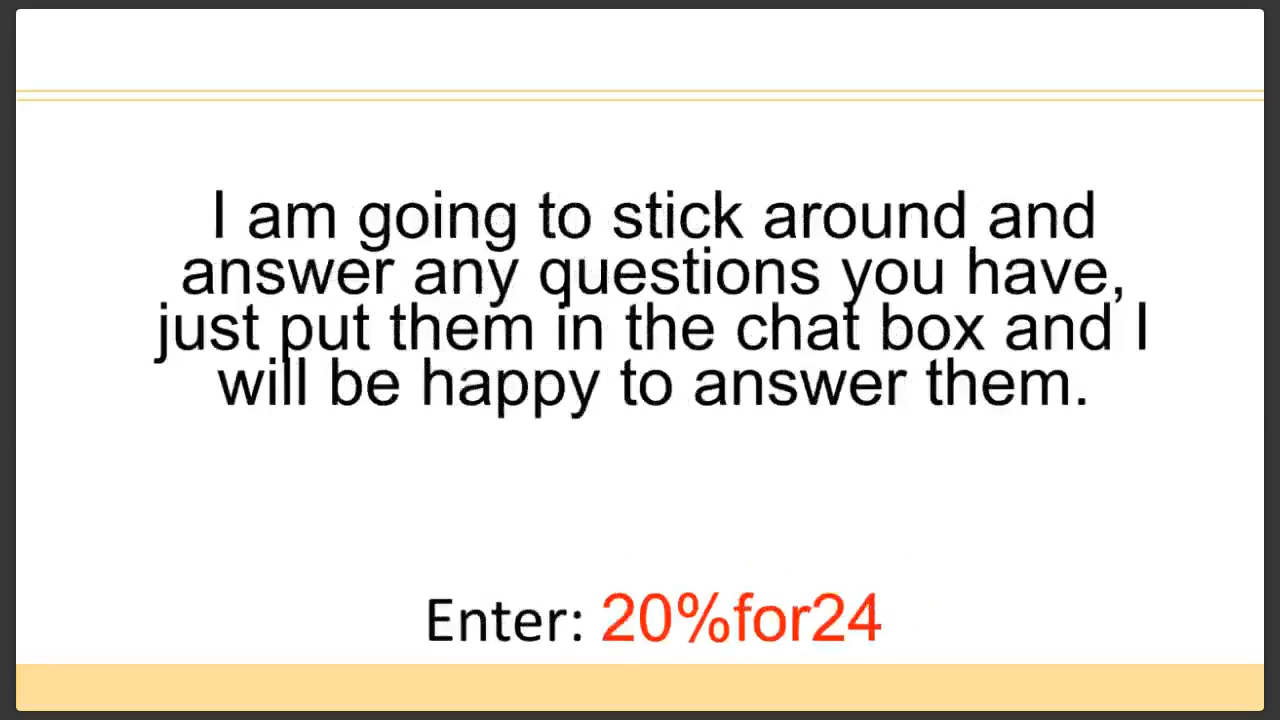 I am going to stick around and
answer any questions you have,
just put them in the chat box and I
will be happy to answer them.
Enter: 20%for24